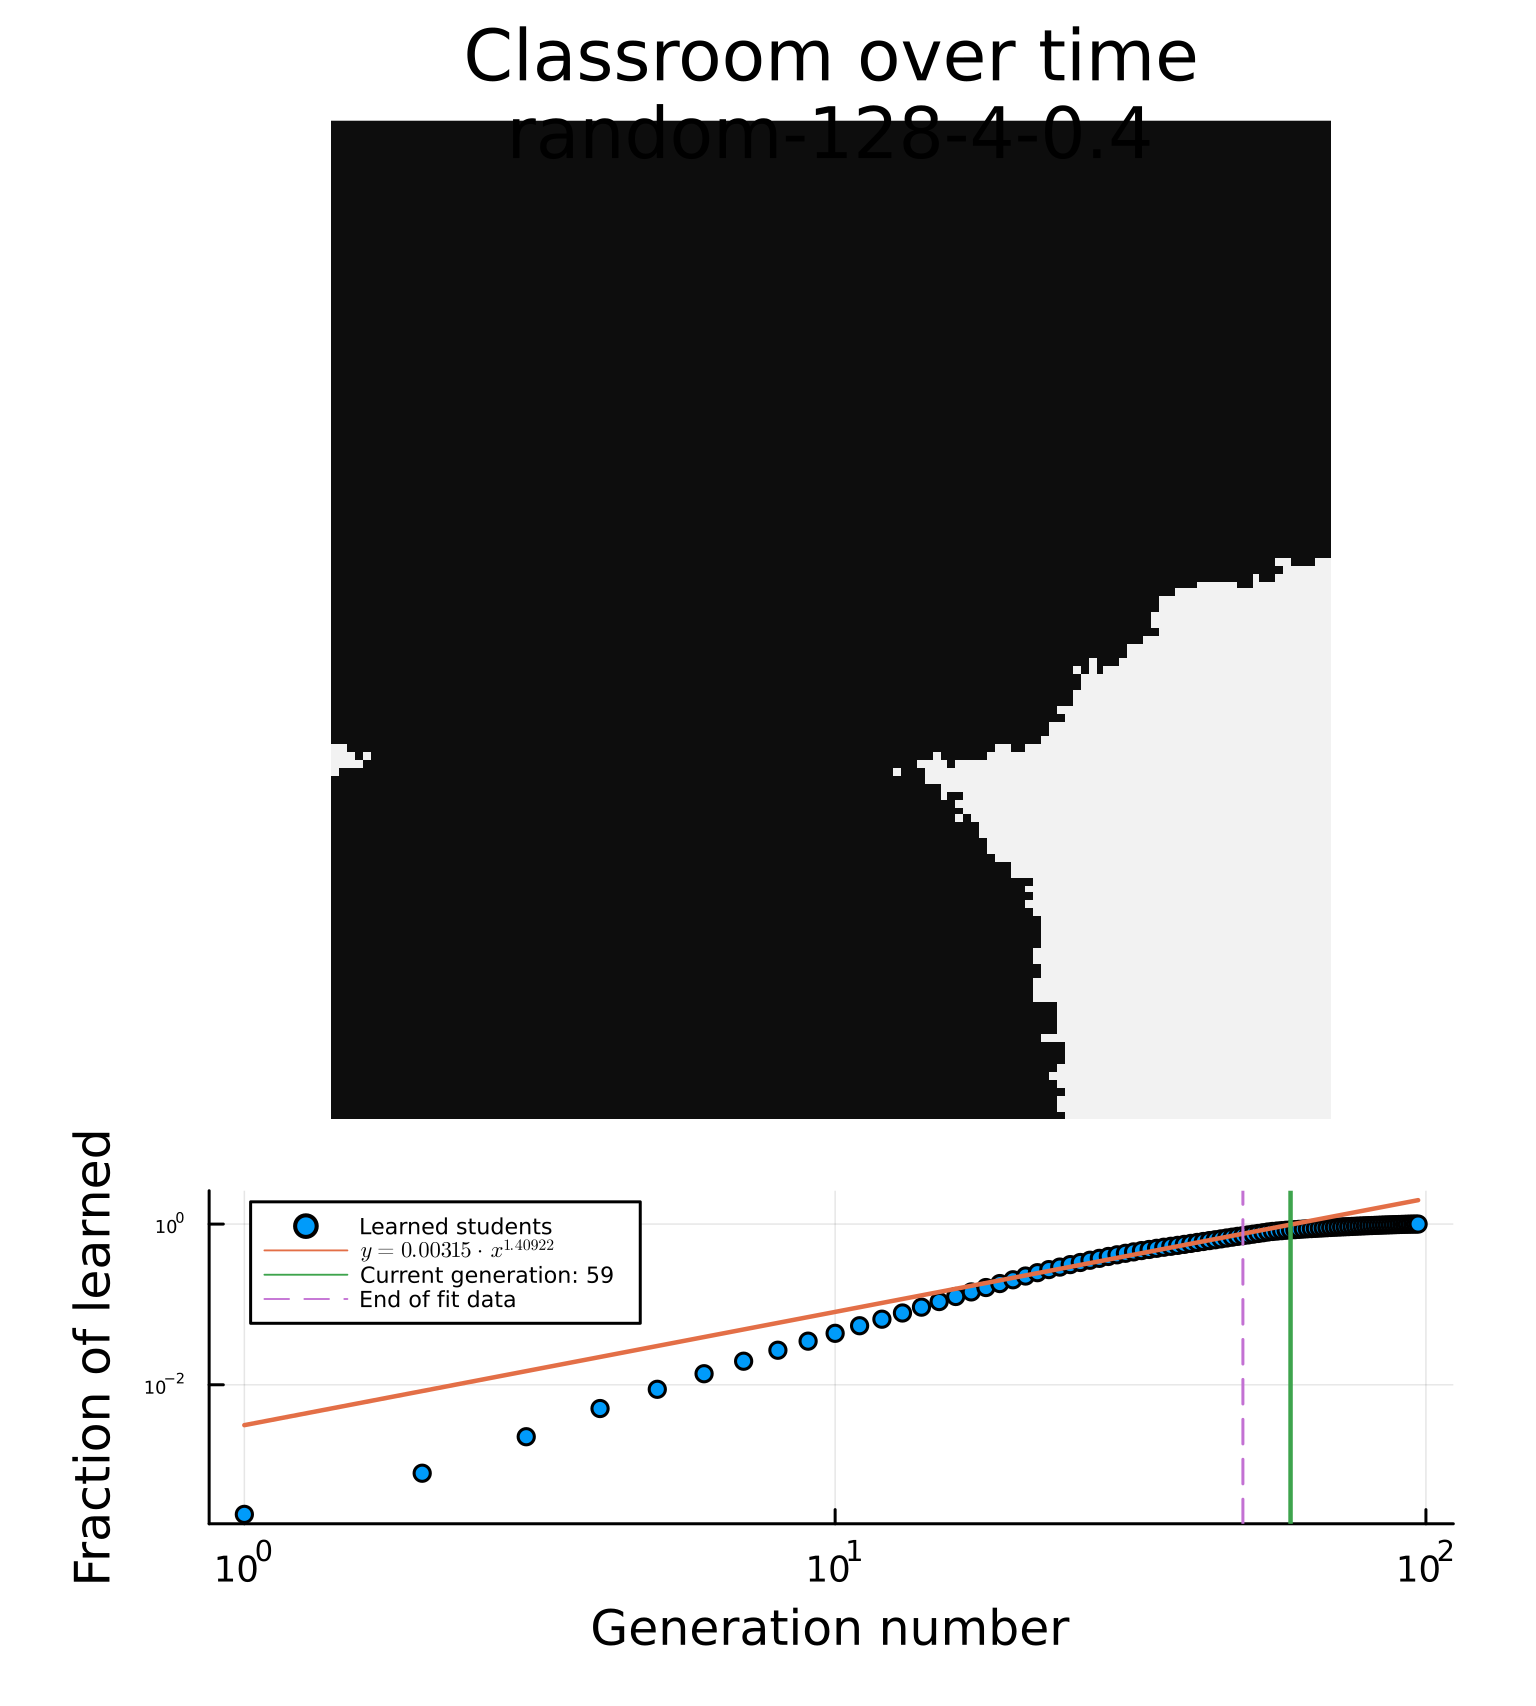 Classroom over time
random-128-4-0.4
Fraction of learned
10^0
10^-2
Learned students
y = 0.00315 · x^1.40922
Current generation: 59
End of fit data
10^0
10^1
10^2
Generation number